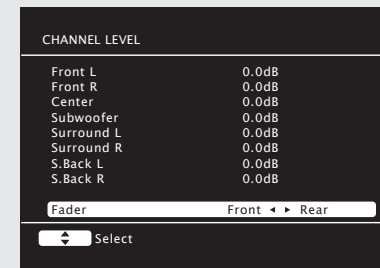 CHANNEL LEVEL
Front L 0.0dB
Front R 0.0dB
Center 0.0dB
Subwoofer 0.0dB
Surround L 0.0dB
Surround R 0.0dB
S.Back L 0.0dB
S.Back R 0.0dB
Fader Front ◄ ► Rear
Select